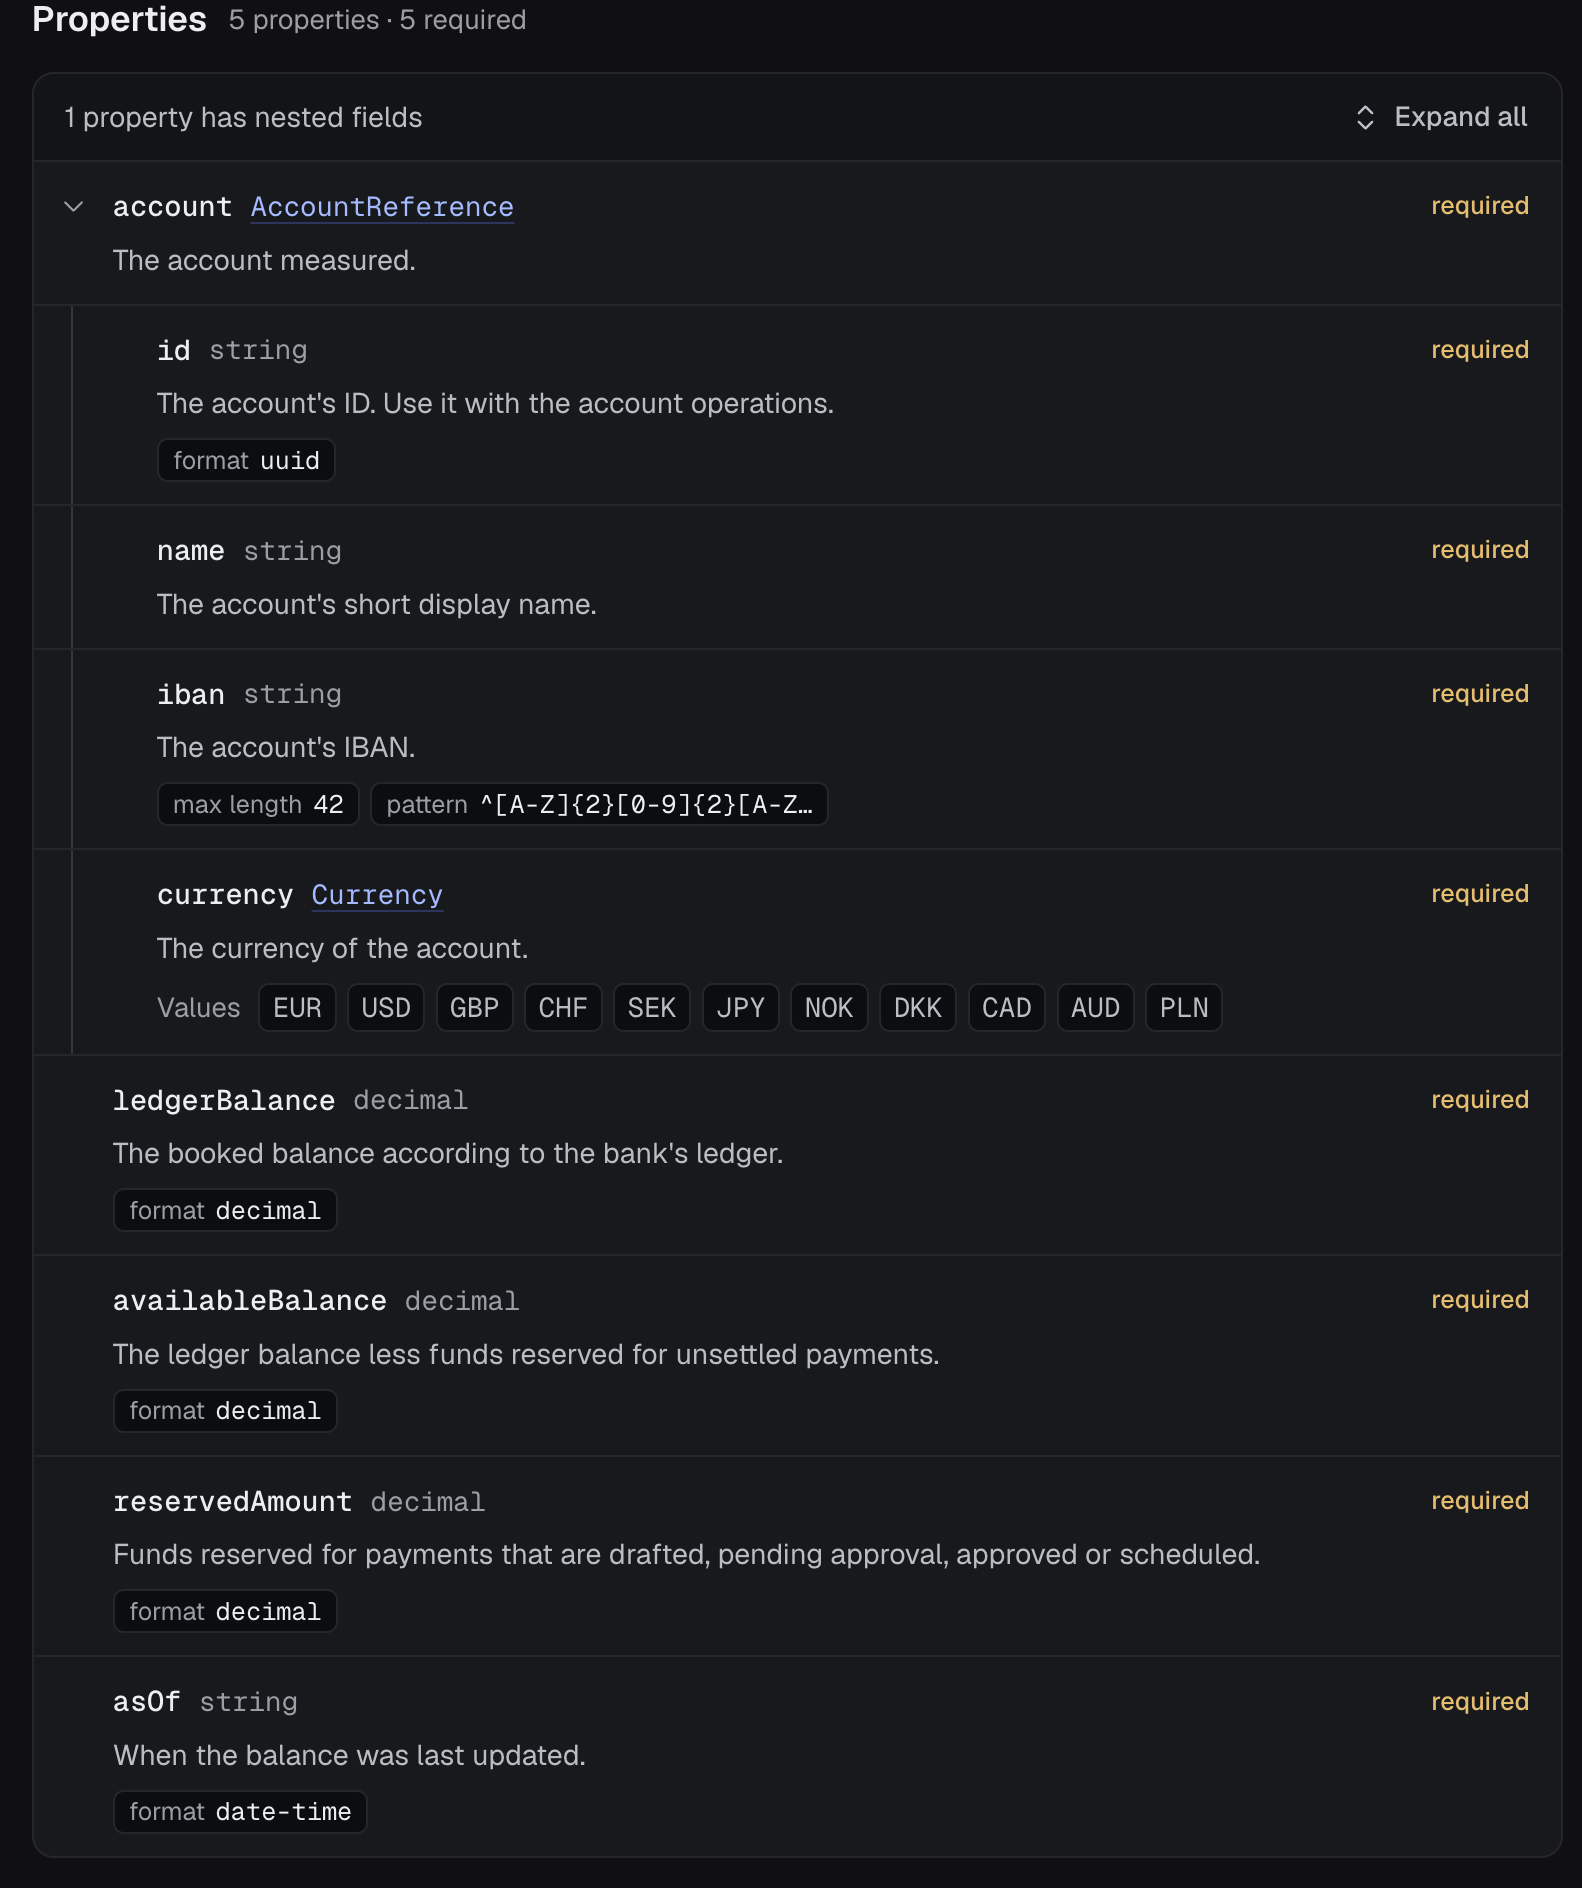 Properties 5 properties · 5 required
1 property has nested fields Expand all
account AccountReference required
The account measured.
id string required
The account's ID. Use it with the account operations.
format uuid
name string required
The account's short display name.
iban string required
The account's IBAN.
max length 42 pattern ^[A-Z]{2}[0-9]{2}[A-Z…
currency Currency required
The currency of the account.
Values EUR USD GBP CHF SEK JPY NOK DKK CAD AUD PLN
ledgerBalance decimal required
The booked balance according to the bank's ledger.
format decimal
availableBalance decimal required
The ledger balance less funds reserved for unsettled payments.
format decimal
reservedAmount decimal required
Funds reserved for payments that are drafted, pending approval, approved or scheduled.
format decimal
asOf string required
When the balance was last updated.
format date-time